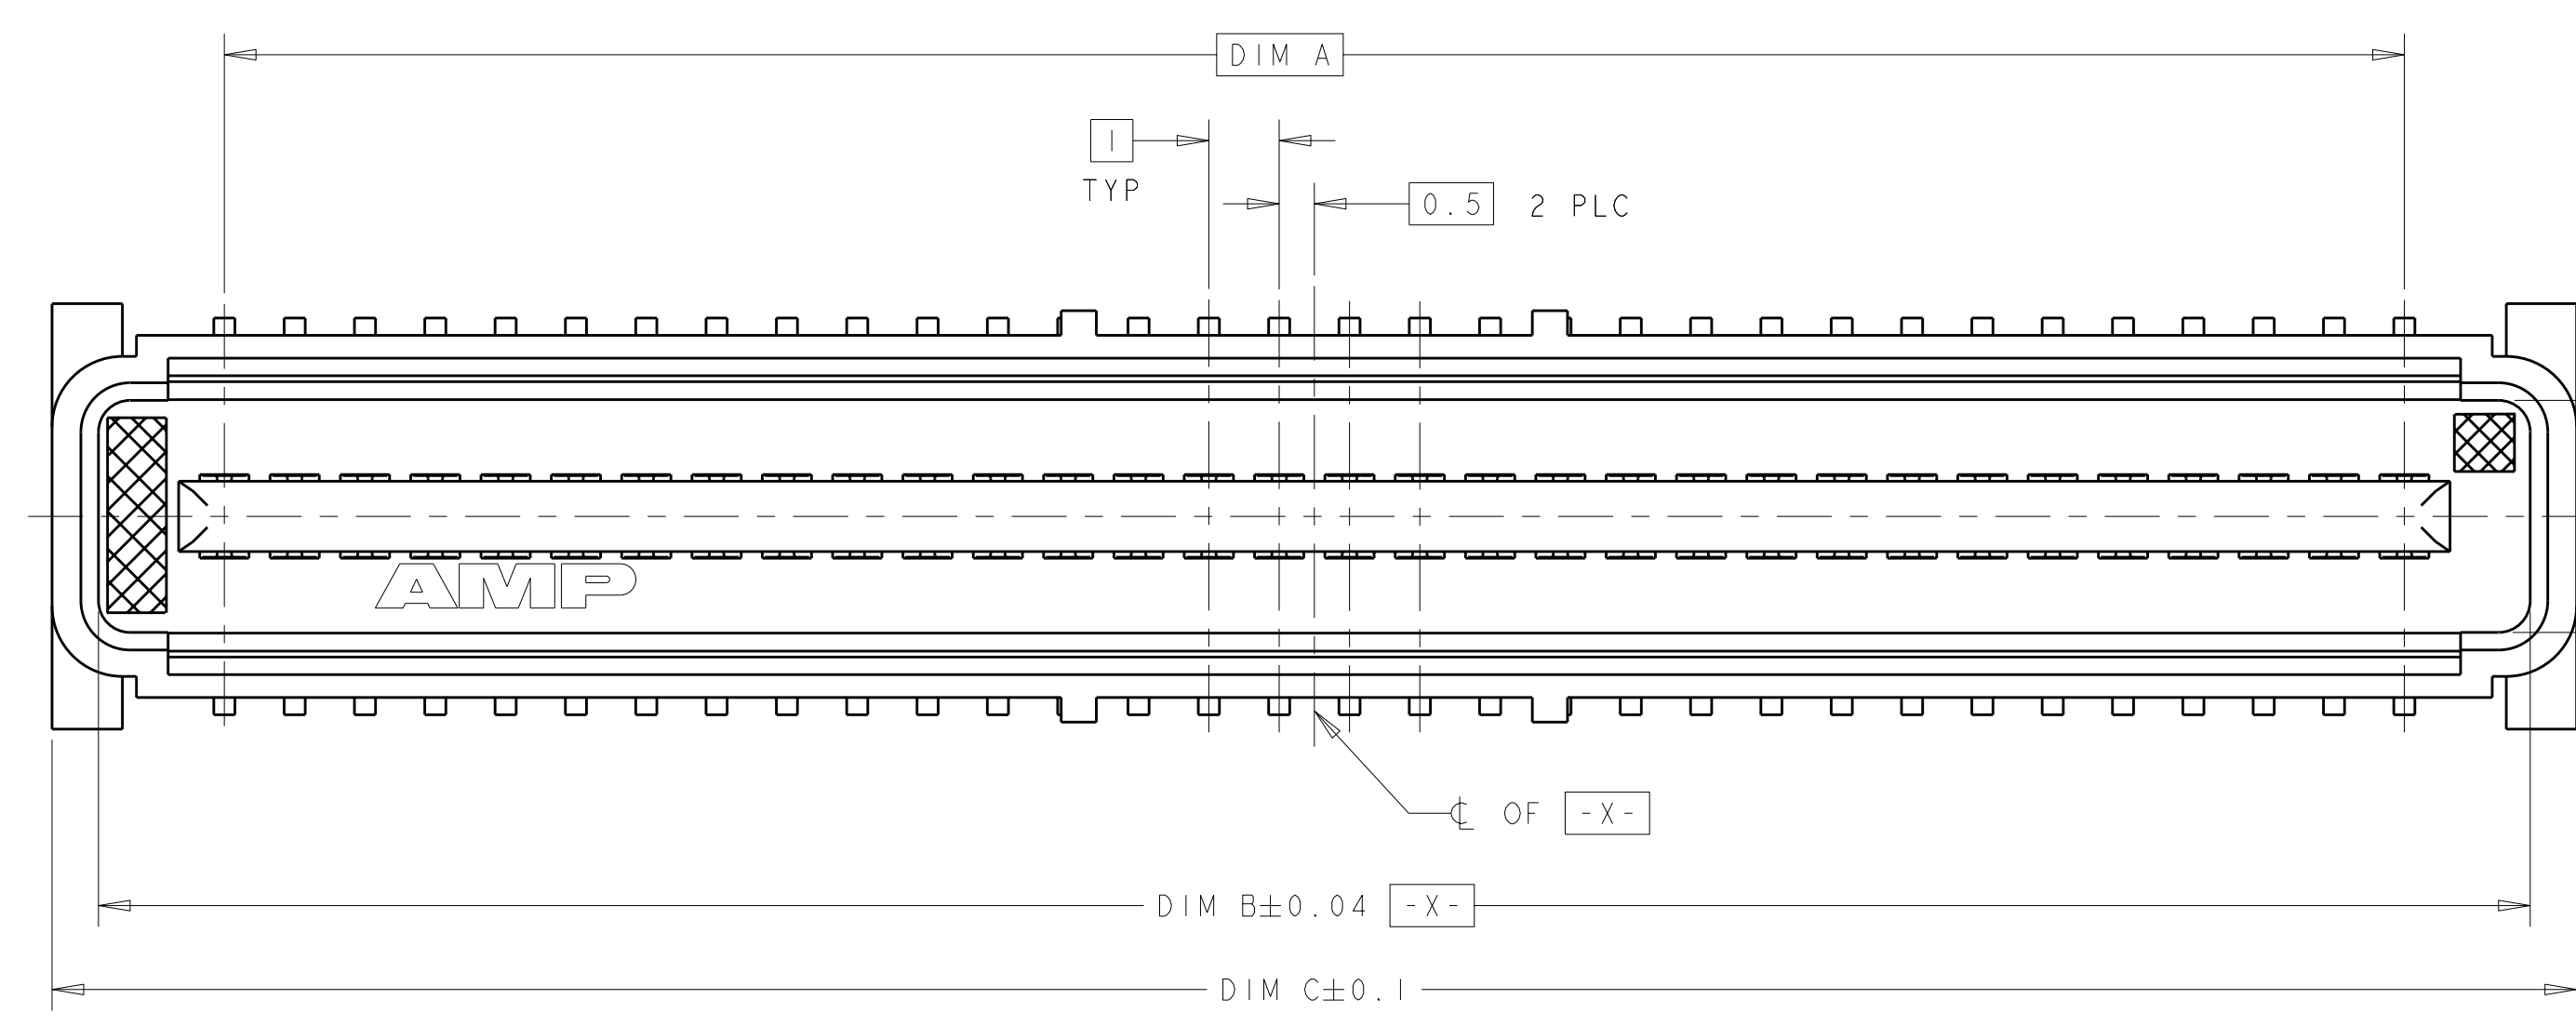 DIM A
1
TYP
0.5 2 PLC
AMP
℄ OF -X-
DIM B±0.04 -X-
DIM C±0.1